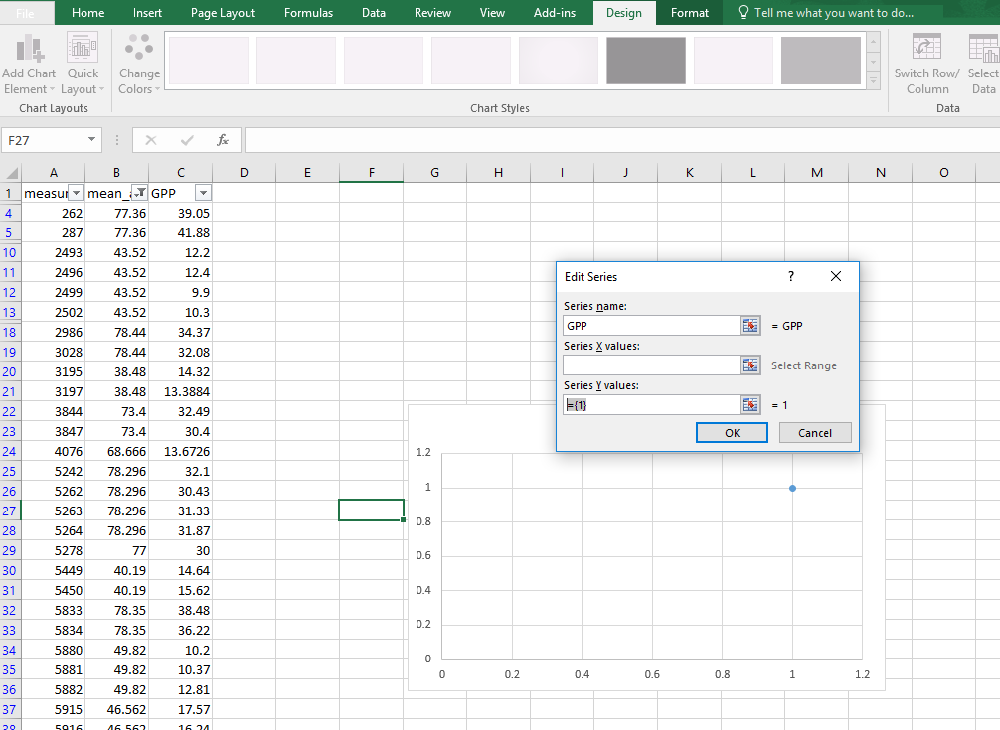 File Home Insert Page Layout Formulas Data Review View Add-ins Design Format Tell me what you want to do...
Add Chart Element Quick Layout Change Colors Switch Row/ Column Select Data
Chart Layouts Chart Styles Data
F27 fx
A B C D E F G H I J K L M N O
1 measur mean_a GPP
4 262 77.36 39.05
5 287 77.36 41.88
10 2493 43.52 12.2
11 2496 43.52 12.4
12 2499 43.52 9.9
13 2502 43.52 10.3
18 2986 78.44 34.37
19 3028 78.44 32.08
20 3195 38.48 14.32
21 3197 38.48 13.3884
22 3844 73.4 32.49
23 3847 73.4 30.4
24 4076 68.666 13.6726
25 5242 78.296 32.1
26 5262 78.296 30.43
27 5263 78.296 31.33
28 5264 78.296 31.87
29 5278 77 30
30 5449 40.19 14.64
31 5450 40.19 15.62
32 5833 78.35 38.48
33 5834 78.35 36.22
34 5880 49.82 10.2
35 5881 49.82 10.37
36 5882 49.82 12.81
37 5915 46.562 17.57
38 5916 46.562 16.24
Edit Series ?
Series name:
GPP = GPP
Series X values:
Select Range
Series Y values:
={1} = 1
OK Cancel
1.2
1
0.8
0.6
0.4
0.2
0
0 0.2 0.4 0.6 0.8 1 1.2